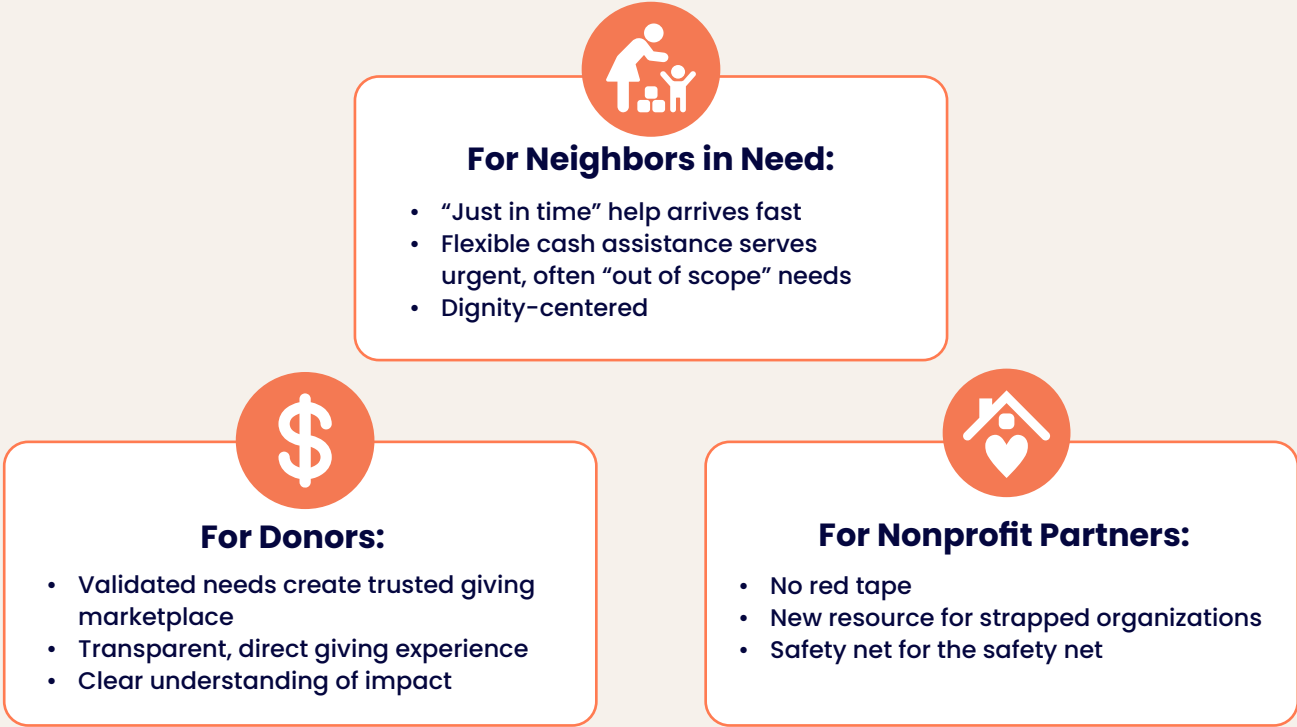 For Neighbors in Need:
• “Just in time” help arrives fast
• Flexible cash assistance serves
urgent, often “out of scope” needs
• Dignity-centered
For Donors:
• Validated needs create trusted giving
marketplace
• Transparent, direct giving experience
• Clear understanding of impact
For Nonprofit Partners:
• No red tape
• New resource for strapped organizations
• Safety net for the safety net